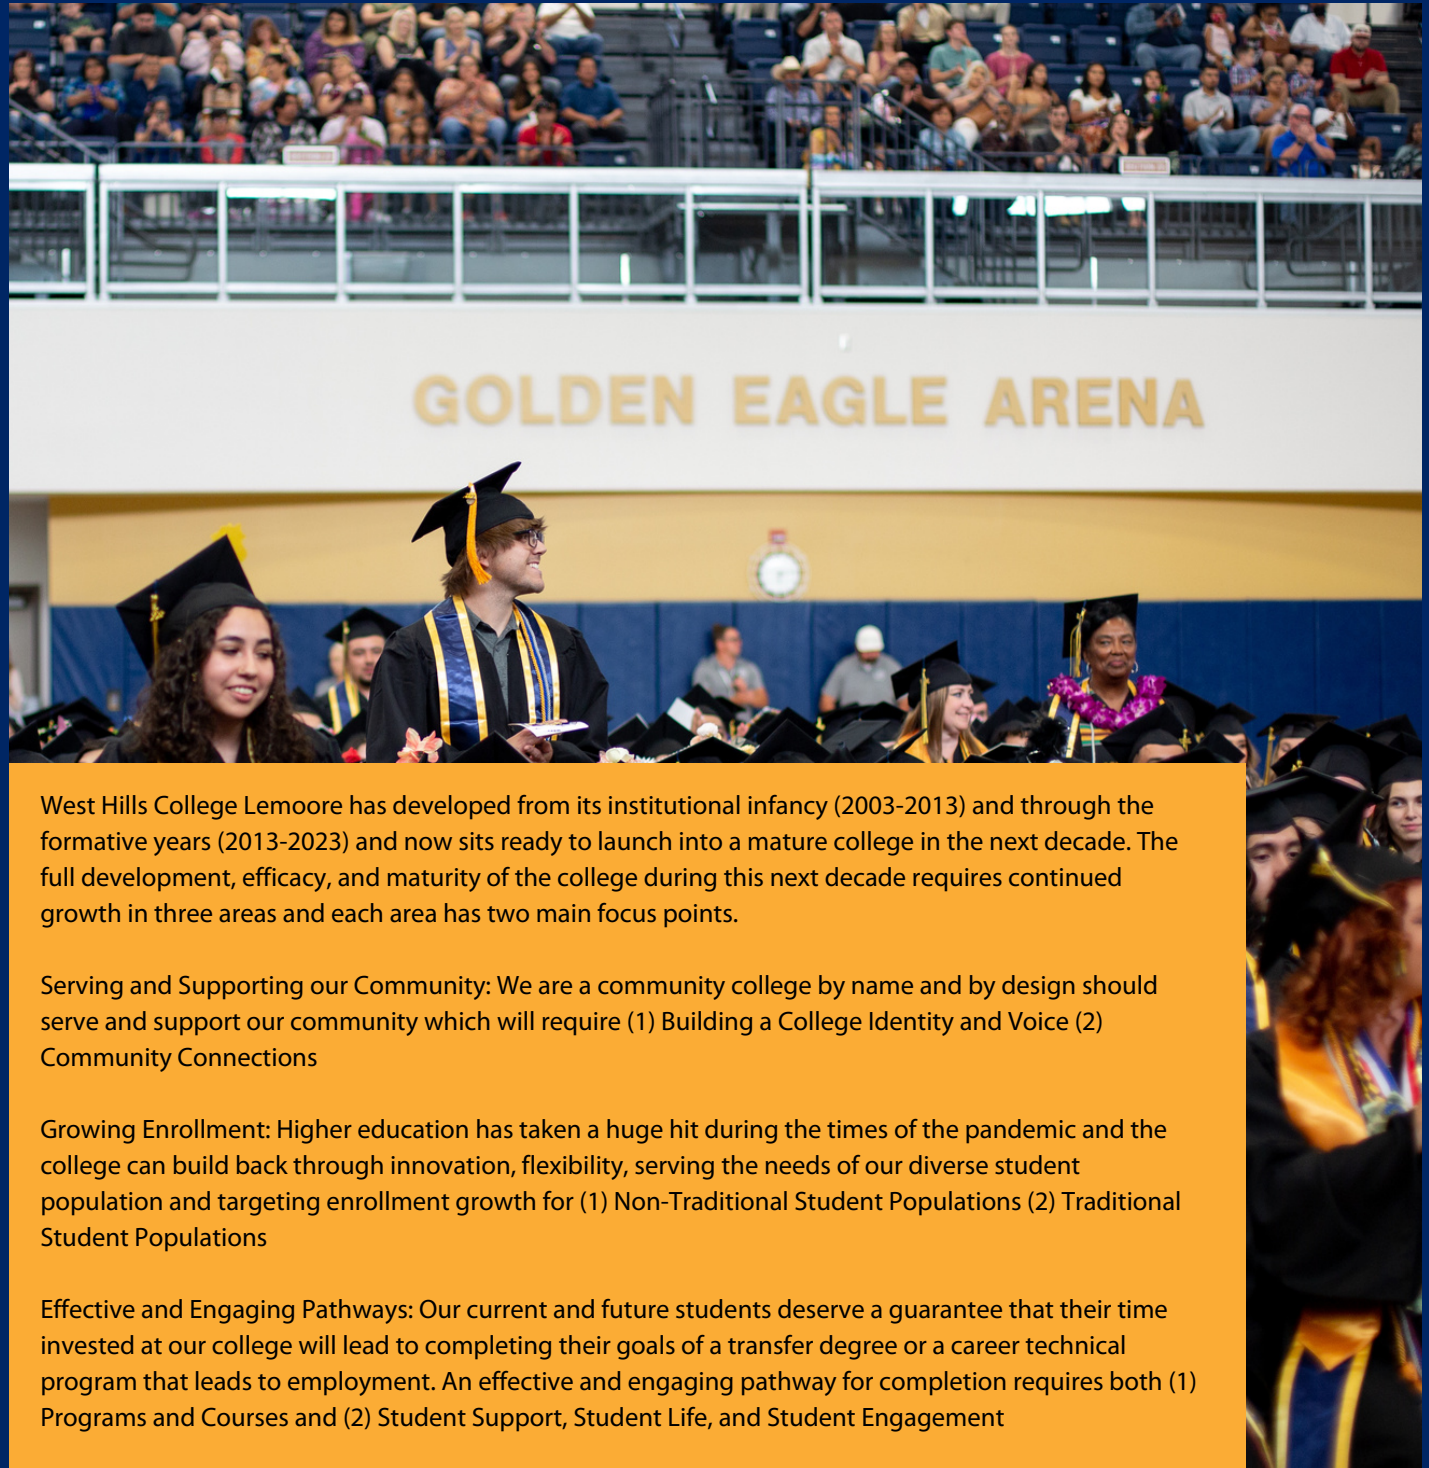 GOLDEN EAGLE ARENA
West Hills College Lemoore has developed from its institutional infancy (2003-2013) and through the
formative years (2013-2023) and now sits ready to launch into a mature college in the next decade. The
full development, efficacy, and maturity of the college during this next decade requires continued
growth in three areas and each area has two main focus points.
Serving and Supporting our Community: We are a community college by name and by design should
serve and support our community which will require (1) Building a College Identity and Voice (2)
Community Connections
Growing Enrollment: Higher education has taken a huge hit during the times of the pandemic and the
college can build back through innovation, flexibility, serving the needs of our diverse student
population and targeting enrollment growth for (1) Non-Traditional Student Populations (2) Traditional
Student Populations
Effective and Engaging Pathways: Our current and future students deserve a guarantee that their time
invested at our college will lead to completing their goals of a transfer degree or a career technical
program that leads to employment. An effective and engaging pathway for completion requires both (1)
Programs and Courses and (2) Student Support, Student Life, and Student Engagement